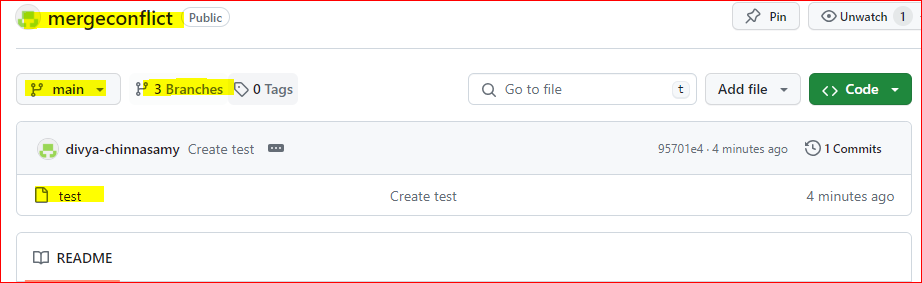 mergeconflict Public Pin Unwatch 1
main 3 Branches 0 Tags Go to file t Add file Code
divya-chinnasamy Create test 95701e4 · 4 minutes ago 1 Commits
test Create test 4 minutes ago
README